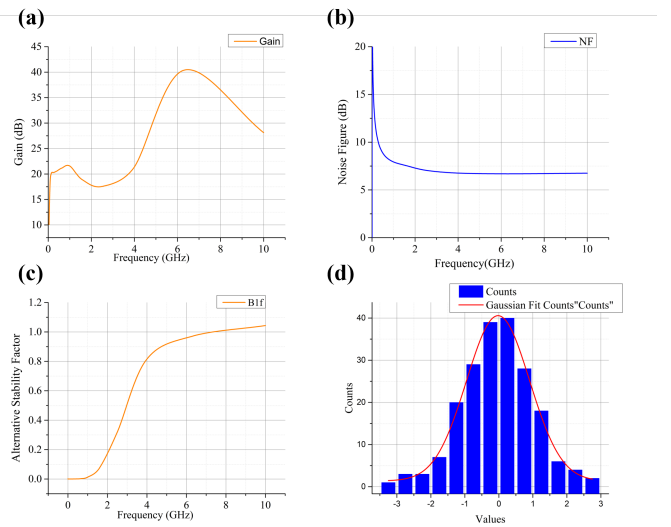 (a)
Gain
45
40
35
30
25
20
15
10
Gain (dB)
0 2 4 6 8 10
Frequency (GHz)
(b)
NF
20
15
10
5
0
Noise Figure (dB)
0 2 4 6 8 10
Frequency(GHz)
(c)
B1f
1.2
1.0
0.8
0.6
0.4
0.2
0.0
Alternative Stability Factor
0 2 4 6 8 10
Frequency (GHz)
(d)
Counts
Gaussian Fit Counts"Counts"
40
30
20
10
0
Counts
-3 -2 -1 0 1 2 3
Values